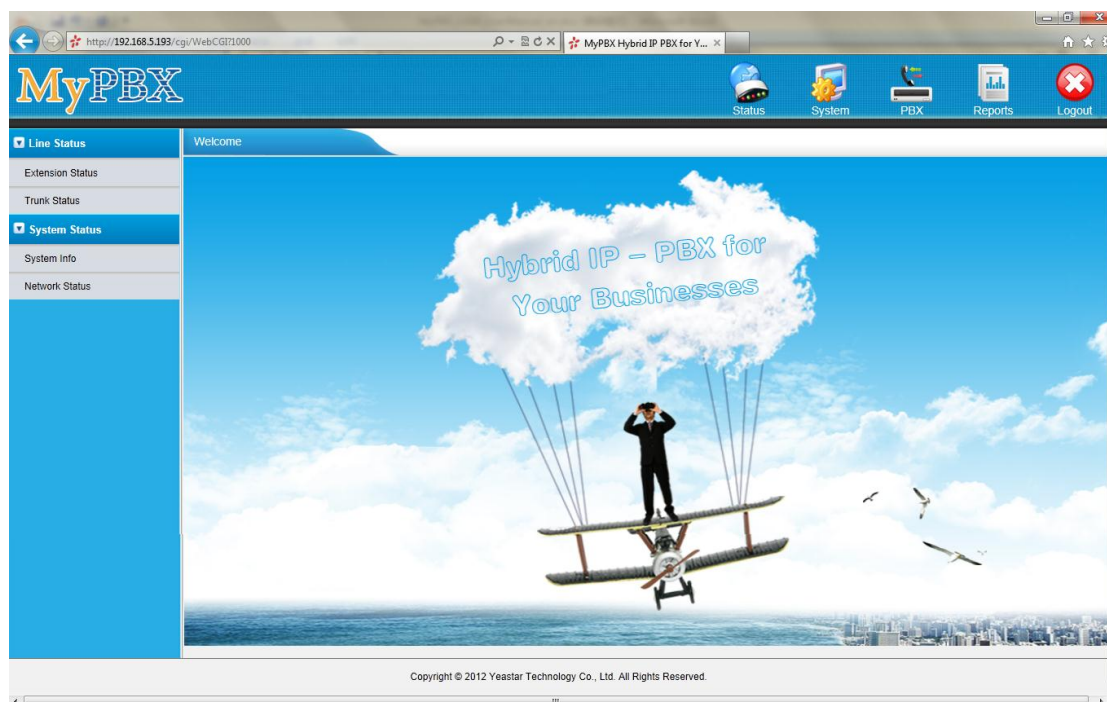 http://192.168.5.193/cgi/WebCGI?1000
MyPBX Hybrid IP PBX for Y...
MyPBX
Status
System
PBX
Reports
Logout
Line Status
Welcome
Extension Status
Trunk Status
System Status
System Info
Network Status
Hybrid IP – PBX for
Your Businesses
Copyright © 2012 Yeastar Technology Co., Ltd. All Rights Reserved.